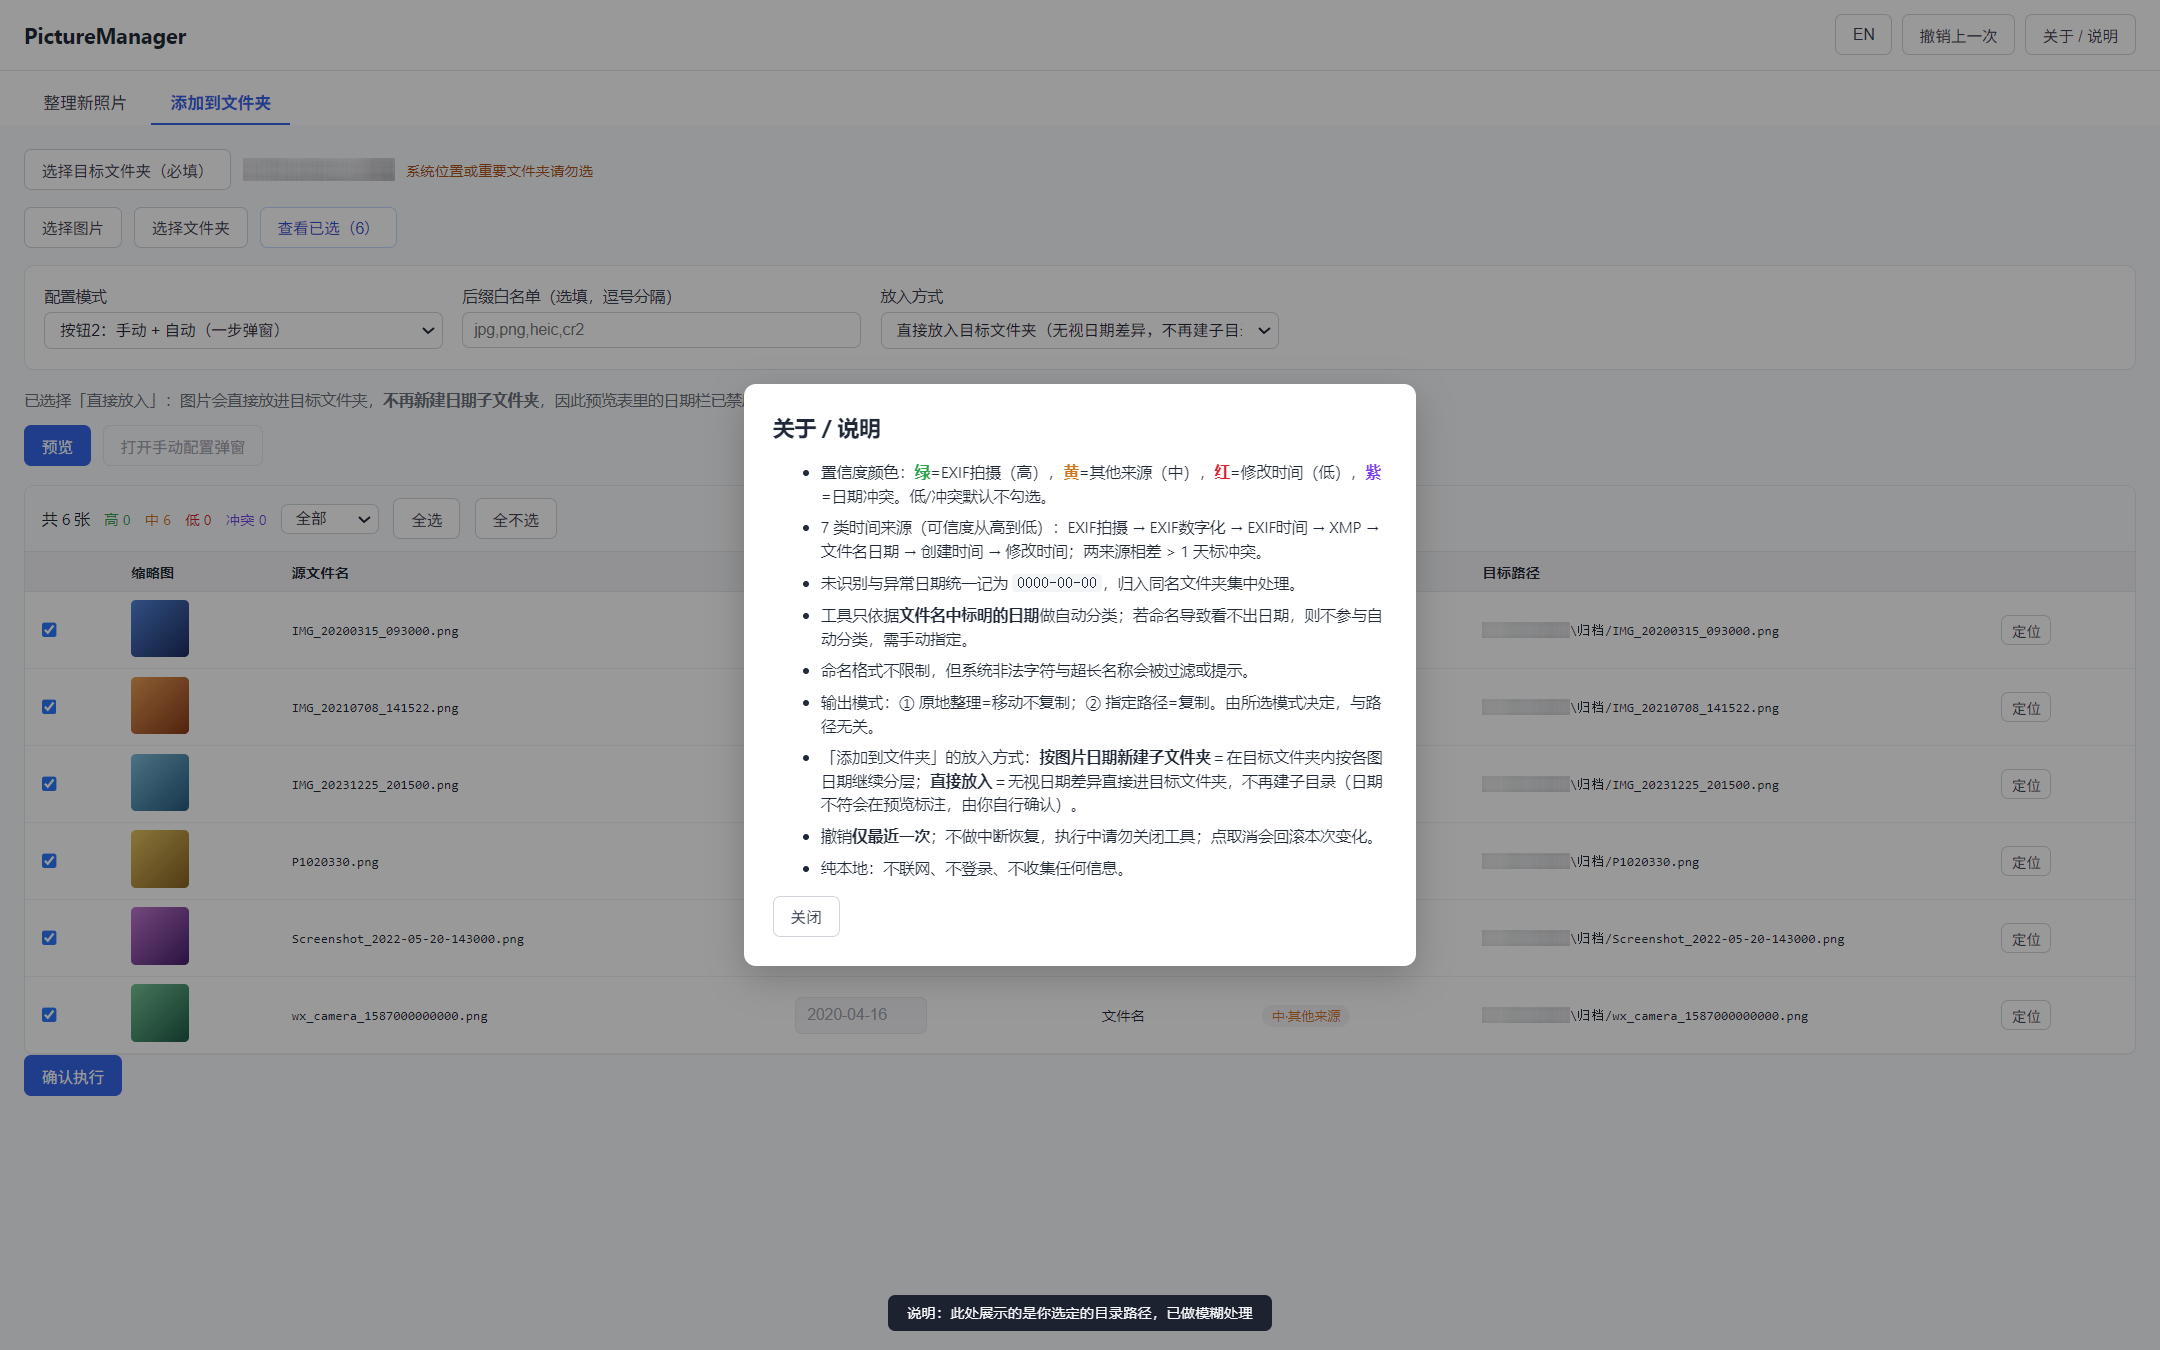 PictureManager
EN
撤销上一次
关于 / 说明
整理新照片
添加到文件夹
选择目标文件夹（必填）
系统位置或重要文件夹请勿选
选择图片
选择文件夹
查看已选（6）
配置模式
后缀白名单（选填，逗号分隔）
放入方式
按钮2：手动 + 自动（一步弹窗）
jpg,png,heic,cr2
直接放入目标文件夹（无视日期差异，不再建子目:
已选择「直接放入」：图片会直接放进目标文件夹，不再新建日期子文件夹，因此预览表里的日期栏已禁
预览
打开手动配置弹窗
共 6 张 高 0 中 6 低 0 冲突 0
全部
全选
全不选
缩略图
源文件名
目标路径
IMG_20200315_093000.png
\归档/IMG_20200315_093000.png
定位
IMG_20210708_141522.png
\归档/IMG_20210708_141522.png
定位
IMG_20231225_201500.png
\归档/IMG_20231225_201500.png
定位
P1020330.png
\归档/P1020330.png
定位
Screenshot_2022-05-20-143000.png
\归档/Screenshot_2022-05-20-143000.png
定位
wx_camera_1587000000000.png
2020-04-16
文件名
中·其他来源
\归档/wx_camera_1587000000000.png
定位
确认执行
关于 / 说明
置信度颜色：绿=EXIF拍摄（高），黄=其他来源（中），红=修改时间（低），紫
=日期冲突。低/冲突默认不勾选。
7 类时间来源（可信度从高到低）：EXIF拍摄 → EXIF数字化 → EXIF时间 → XMP →
文件名日期 → 创建时间 → 修改时间；两来源相差 > 1 天标冲突。
未识别与异常日期统一记为 0000-00-00，归入同名文件夹集中处理。
工具只依据文件名中标明的日期做自动分类；若命名导致看不出日期，则不参与自
动分类，需手动指定。
命名格式不限制，但系统非法字符与超长名称会被过滤或提示。
输出模式：① 原地整理=移动不复制；② 指定路径=复制。由所选模式决定，与路
径无关。
「添加到文件夹」的放入方式：按图片日期新建子文件夹 = 在目标文件夹内按各图
日期继续分层；直接放入 = 无视日期差异直接进目标文件夹，不再建子目录（日期
不符会在预览标注，由你自行确认）。
撤销仅最近一次；不做中断恢复，执行中请勿关闭工具；点取消会回滚本次变化。
纯本地：不联网、不登录、不收集任何信息。
关闭
说明：此处展示的是你选定的目录路径，已做模糊处理